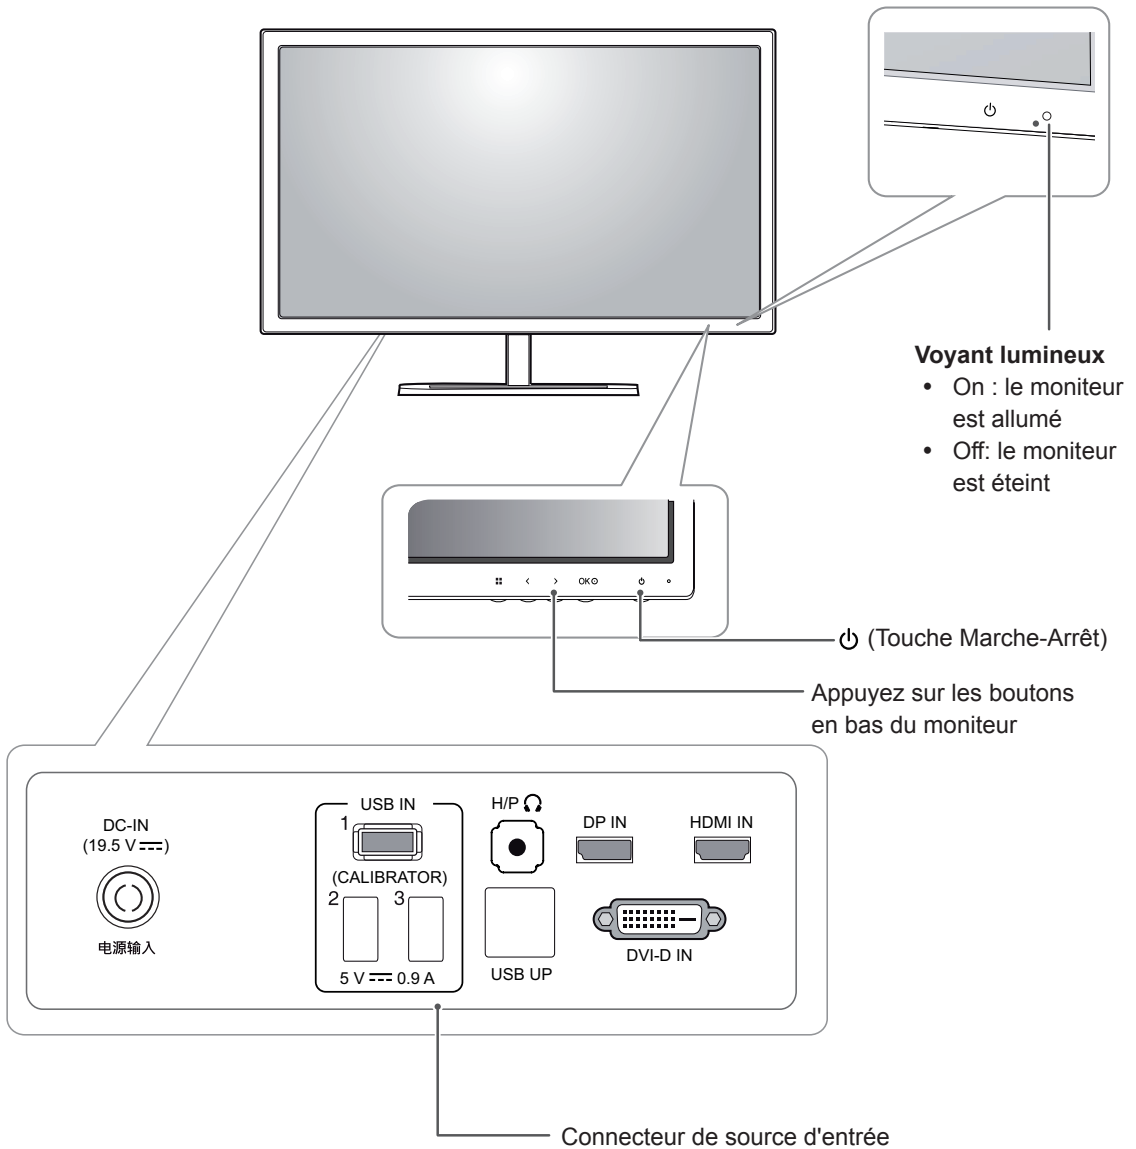 Voyant lumineux
• On : le moniteur
est allumé
• Off: le moniteur
est éteint
OK
(Touche Marche-Arrêt)
Appuyez sur les boutons
en bas du moniteur
DC-IN
(19.5 V)
电源输入
USB IN
1
(CALIBRATOR)
2 3
5 V 0.9 A
H/P
USB UP
DP IN
HDMI IN
DVI-D IN
Connecteur de source d'entrée